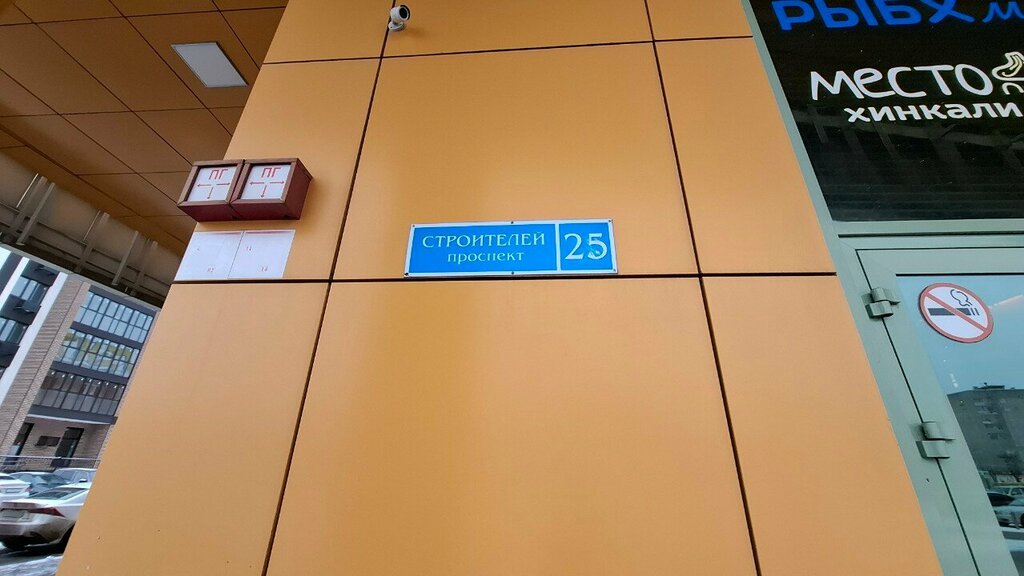 РЫБХ
МЕСТО
ХИНКАЛИ
ПГ ПГ
СТРОИТЕЛЕЙ
ПРОСПЕКТ
25